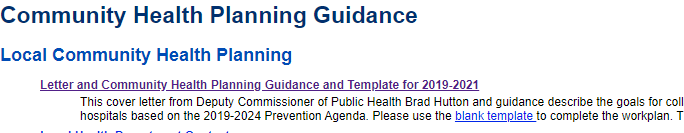 Community Health Planning Guidance
Local Community Health Planning
Letter and Community Health Planning Guidance and Template for 2019-2021
This cover letter from Deputy Commissioner of Public Health Brad Hutton and guidance describe the goals for coll
hospitals based on the 2019-2024 Prevention Agenda. Please use the blank template to complete the workplan. T